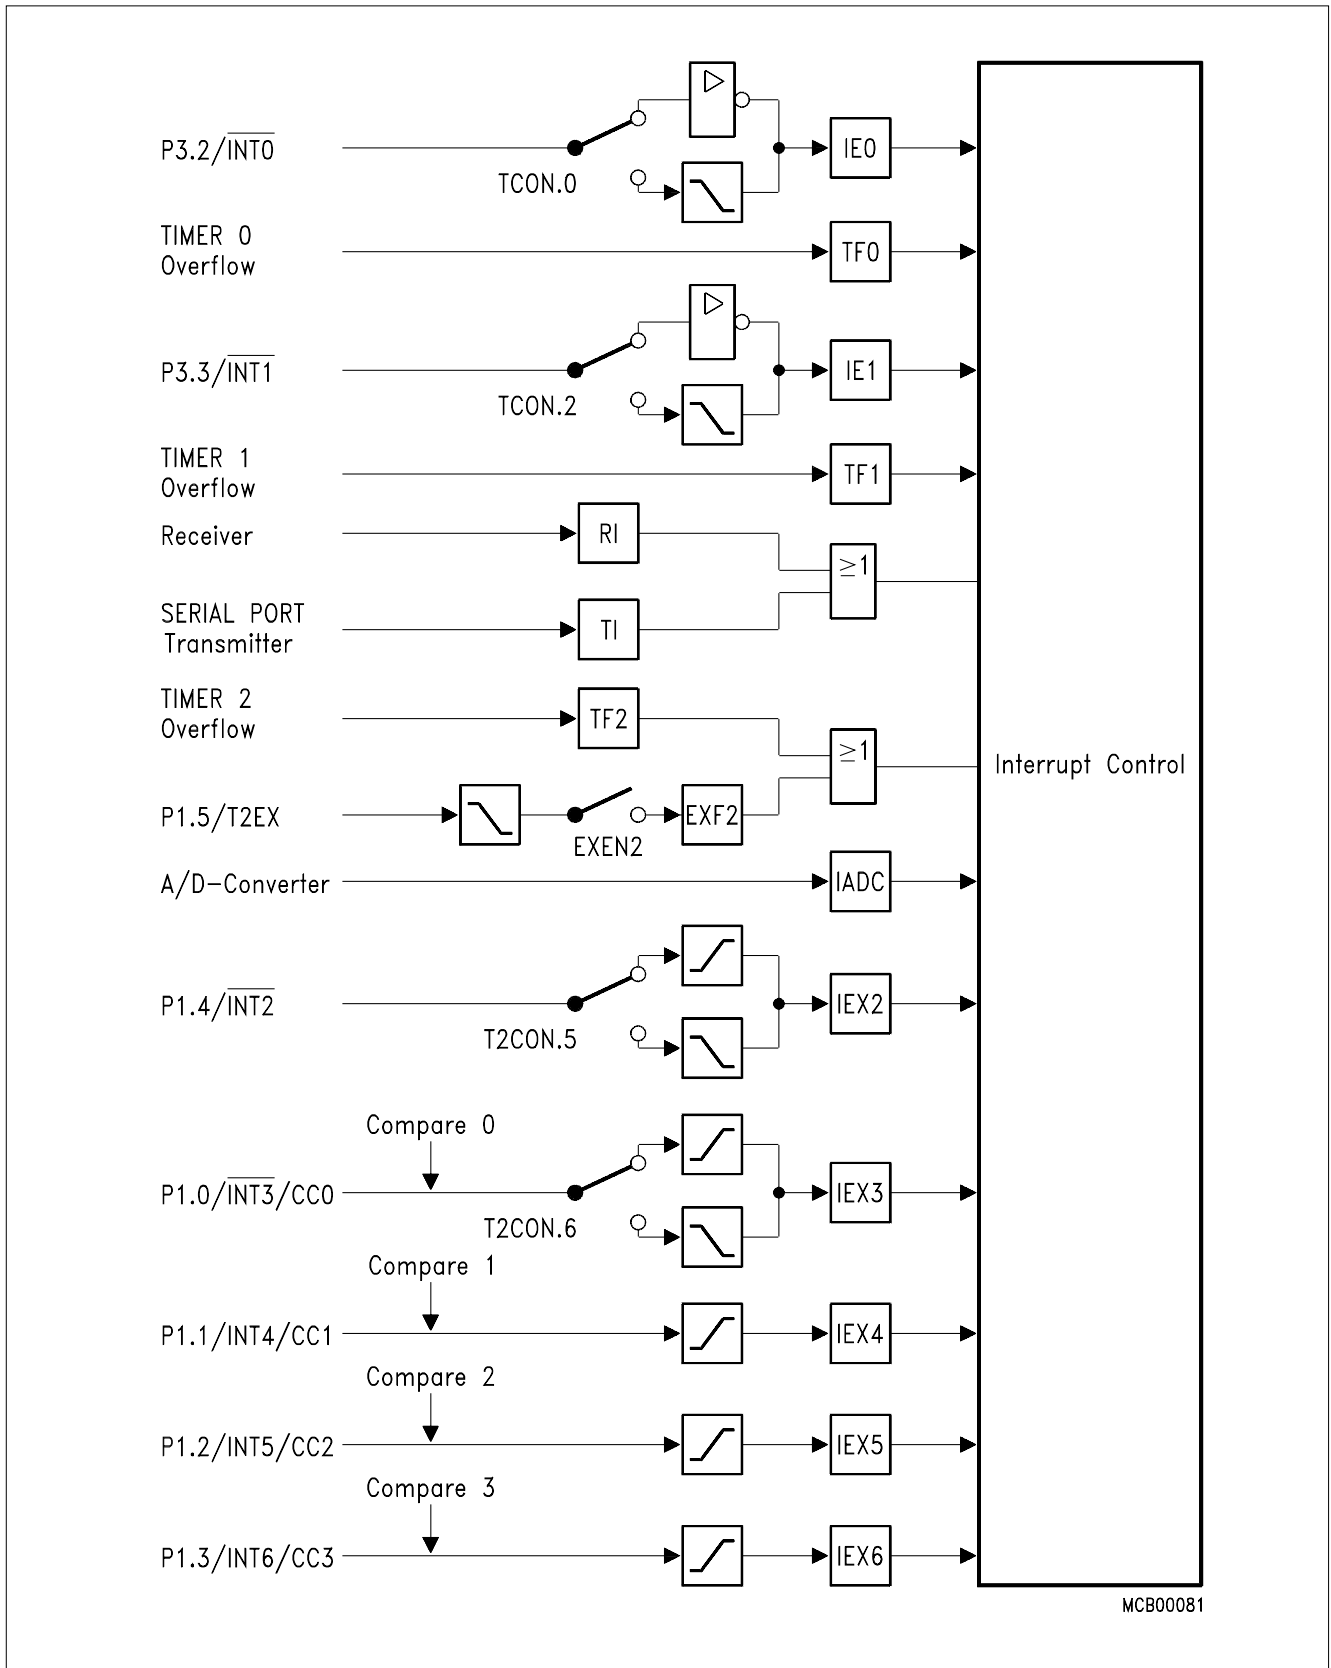 P3.2/INT0
TCON.0
IE0
TIMER 0
Overflow
TF0
P3.3/INT1
TCON.2
IE1
TIMER 1
Overflow
TF1
Receiver
RI
≥1
SERIAL PORT
Transmitter
TI
TIMER 2
Overflow
TF2
≥1
Interrupt Control
P1.5/T2EX
EXEN2
EXF2
A/D-Converter
IADC
P1.4/INT2
T2CON.5
IEX2
Compare 0
P1.0/INT3/CC0
T2CON.6
IEX3
Compare 1
P1.1/INT4/CC1
IEX4
Compare 2
P1.2/INT5/CC2
IEX5
Compare 3
P1.3/INT6/CC3
IEX6
MCB00081